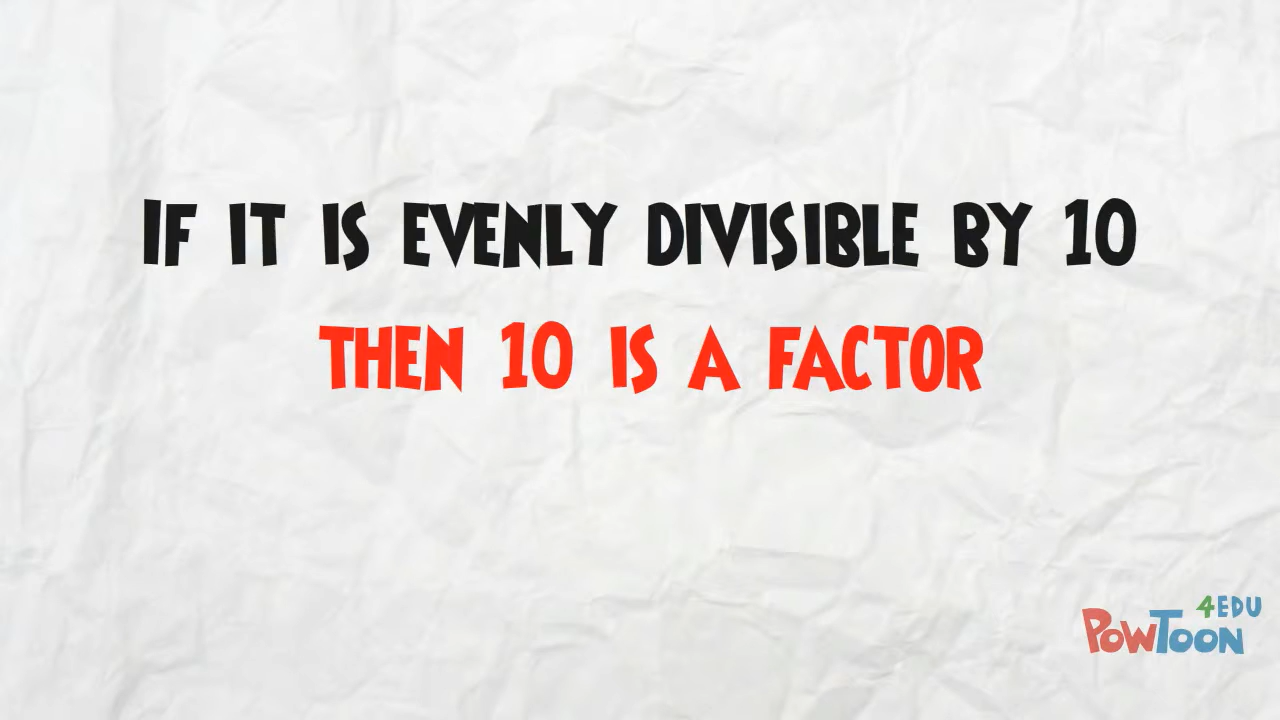 IF IT IS EVENLY DIVISIBLE BY 10
THEN 10 IS A FACTOR
4EDU
POWTOON